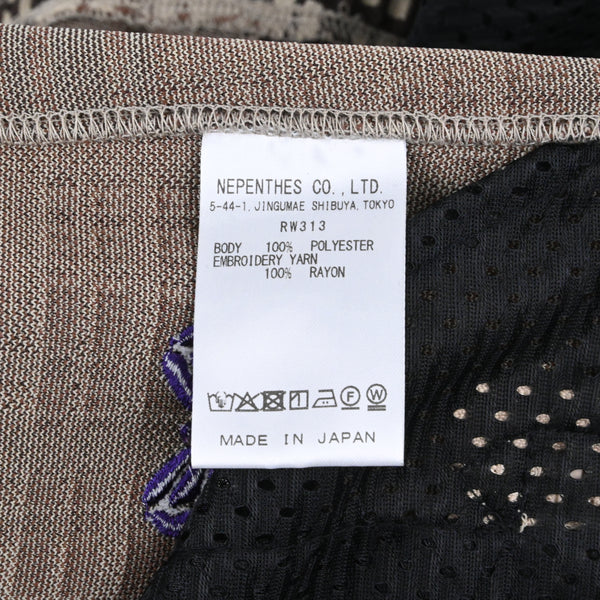 NEPENTHES CO.,LTD.
5-44-1, JINGUMAE SHIBUYA, TOKYO
RW313
BODY 100% POLYESTER
EMBROIDERY YARN
100% RAYON
F W
MADE IN JAPAN